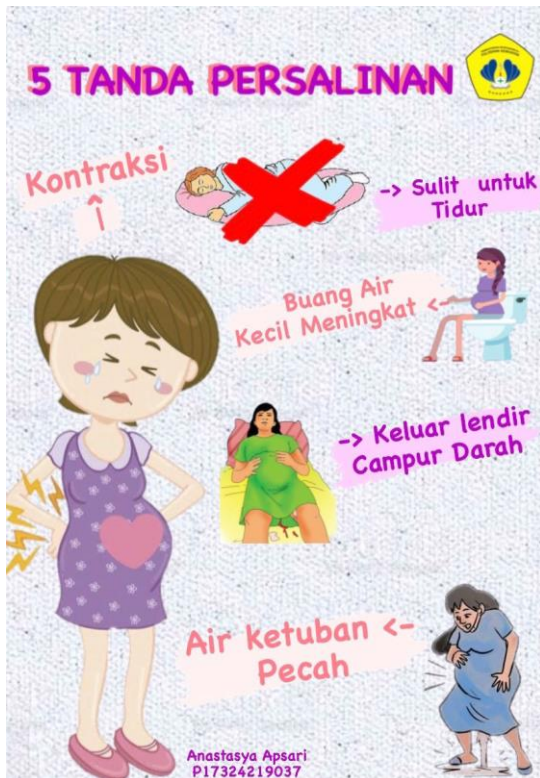 5 TANDA PERSALINAN
Kontraksi
-> Sulit untuk
Tidur
Buang Air
Kecil Meningkat <-
-> Keluar lendir
Campur Darah
Air ketuban <-
Pecah
Anastasya Apsari
P17324219037